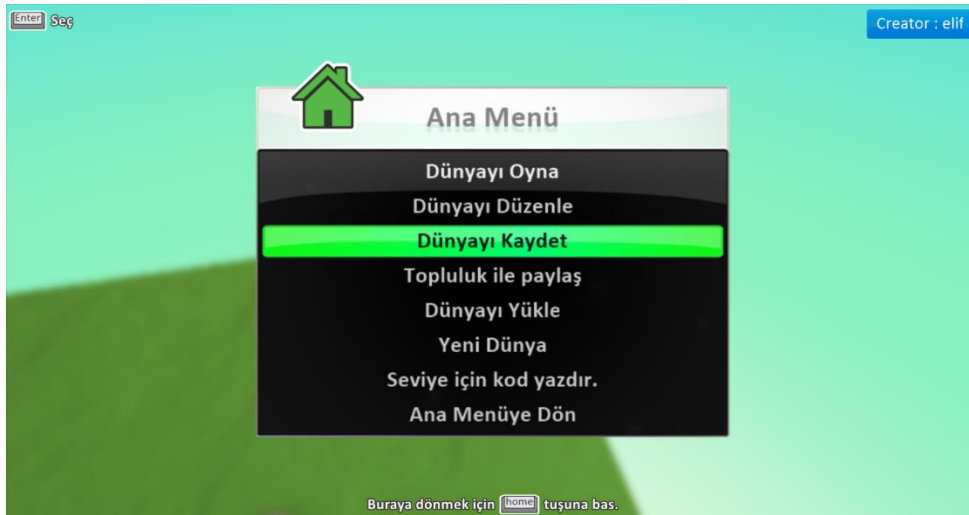 Enter Seç
Creator : elif
Ana Menü
Dünyayı Oyna
Dünyayı Düzenle
Dünyayı Kaydet
Topluluk ile paylaş
Dünyayı Yükle
Yeni Dünya
Seviye için kod yazdır.
Ana Menüye Dön
Buraya dönmek için home tuşuna bas.